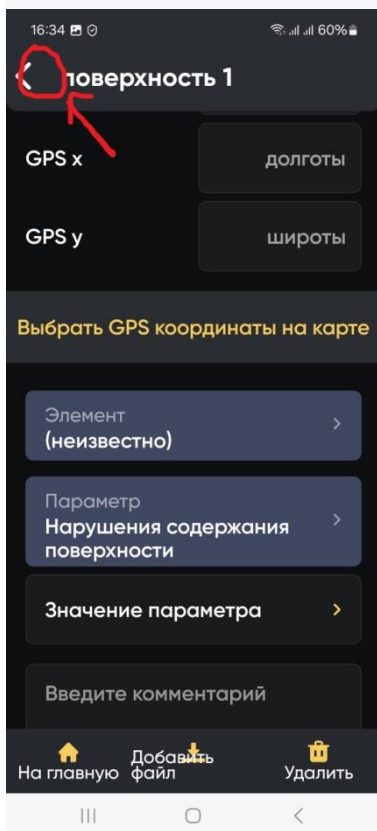 16:34
60%
поверхность 1
GPS x
долготы
GPS y
широты
Выбрать GPS координаты на карте
Элемент
(неизвестно)
Параметр
Нарушения содержания
поверхности
Значение параметра
Введите комментарий
На главную
Добавить
файл
Удалить